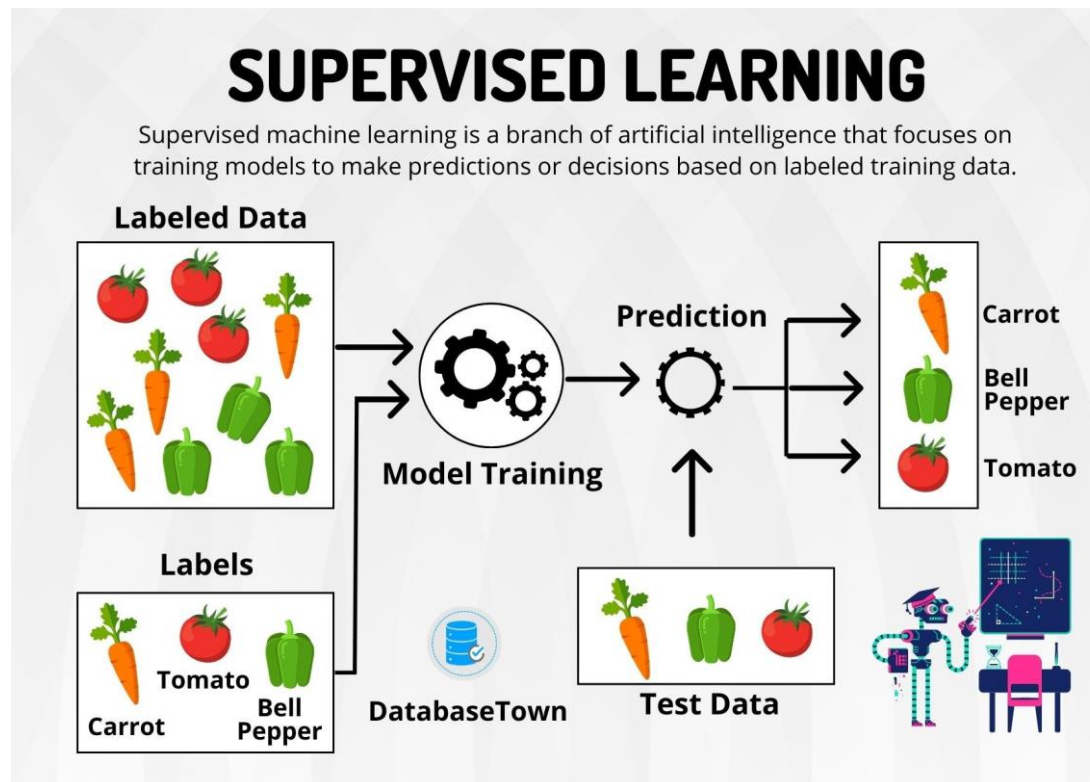 SUPERVISED LEARNING
Supervised machine learning is a branch of artificial intelligence that focuses on
training models to make predictions or decisions based on labeled training data.
Labeled Data
Prediction
Carrot
Bell
Pepper
Tomato
Model Training
Labels
Carrot
Tomato
Bell
Pepper
DatabaseTown
Test Data